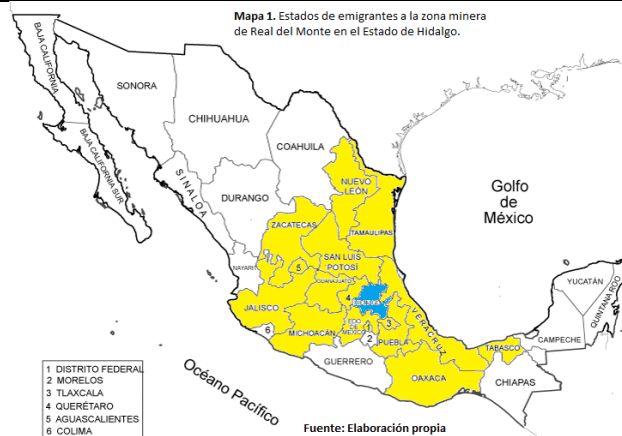 Mapa 1. Estados de emigrantes a la zona minera
de Real del Monte en el Estado de Hidalgo.
BAJA CALIFORNIA
SONORA
CHIHUAHUA
COAHUILA
BAJA CALIFORNIA SUR
SINALOA
DURANGO
NUEVO
LEÓN
Golfo
de
México
ZACATECAS
TAMAULIPAS
SAN LUIS
POTOSÍ
NAYARIT
5
GUANAJUATO
JALISCO
4
HIDALGO
YUCATÁN
QUINTANA ROO
CAMPECHE
6
MICHOACÁN
EDO
DE
MEXICO
1
2
3
PUEBLA
VERACRUZ
TABASCO
GUERRERO
OAXACA
CHIAPAS
Océano Pacífico
1 DISTRITO FEDERAL
2 MORELOS
3 TLAXCALA
4 QUERÉTARO
5 AGUASCALIENTES
6 COLIMA
Fuente: Elaboración propia